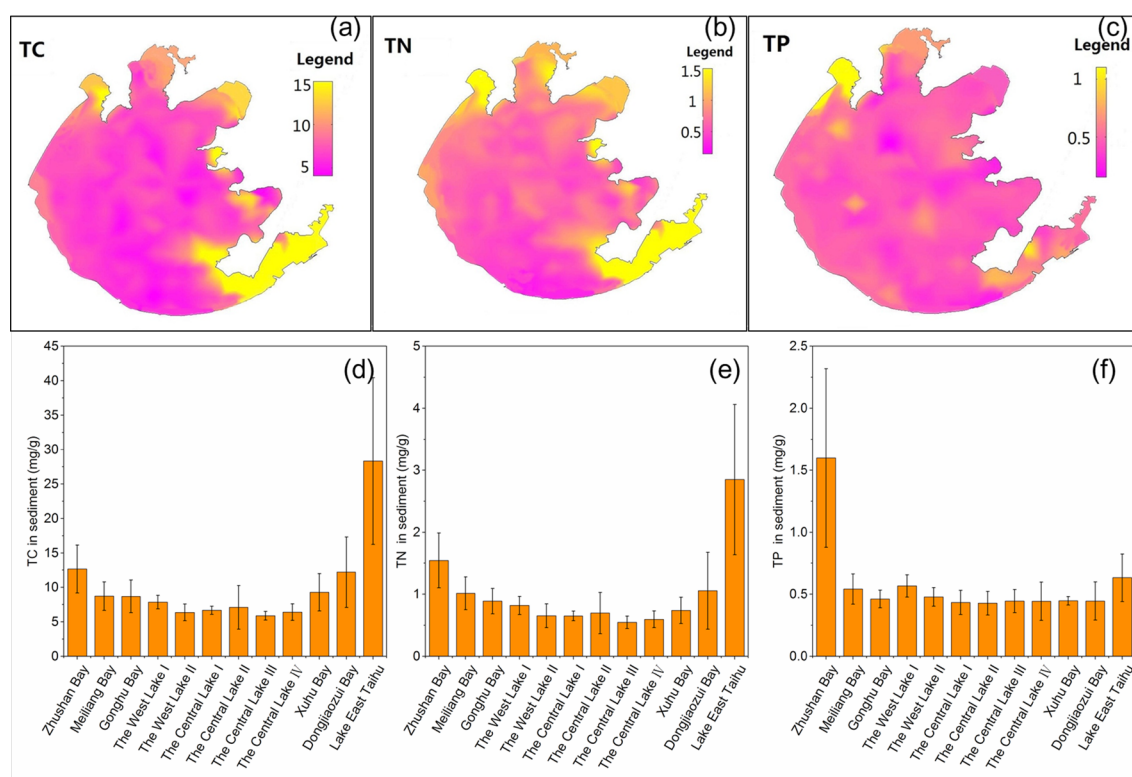 TC
(a)
Legend
15
10
5
TN
(b)
Legend
1.5
1
0.5
TP
(c)
Legend
1
0.5
(d)
TC in sediment (mg/g)
45
40
35
30
25
20
15
10
5
0
Zhushan Bay
Meiliang Bay
Gonghu Bay
The West Lake I
The West Lake II
The Central Lake I
The Central Lake II
The Central Lake III
The Central Lake IV
Xuhu Bay
Dongjiaozui Bay
Lake East Taihu
(e)
TN in sediment (mg/g)
5
4
3
2
1
0
Zhushan Bay
Meiliang Bay
Gonghu Bay
The West Lake I
The West Lake II
The Central Lake I
The Central Lake II
The Central Lake III
The Central Lake IV
Xuhu Bay
Dongjiaozui Bay
Lake East Taihu
(f)
TP in sediment (mg/g)
2.5
2.0
1.5
1.0
0.5
0.0
Zhushan Bay
Meiliang Bay
Gonghu Bay
The West Lake I
The West Lake II
The Central Lake I
The Central Lake II
The Central Lake III
The Central Lake IV
Xuhu Bay
Dongjiaozui Bay
Lake East Taihu